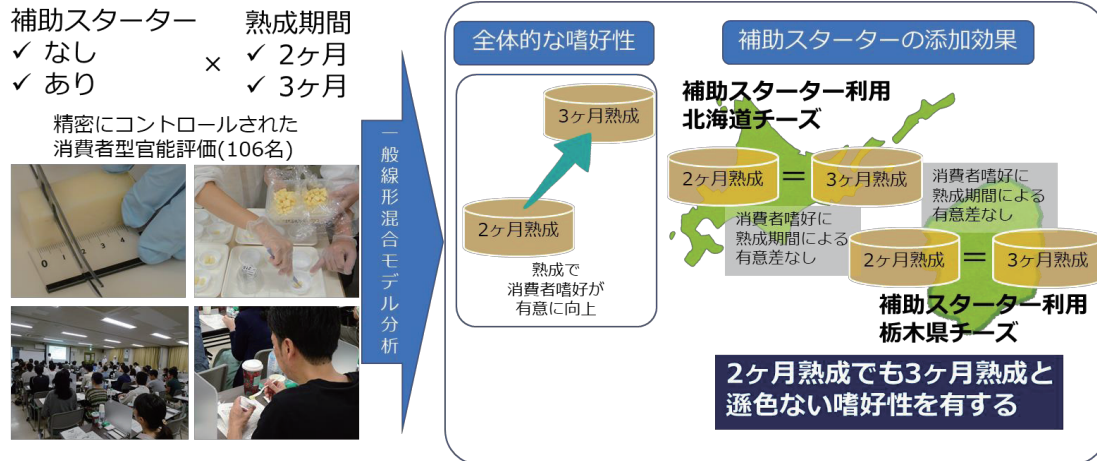 補助スターター
✓ なし
✓ あり
×
熟成期間
✓ 2ヶ月
✓ 3ヶ月
精密にコントロールされた
消費者型官能評価(106名)
0 1 2 3 4
一般線形混合モデル分析
全体的な嗜好性
3ヶ月熟成
2ヶ月熟成
熟成で
消費者嗜好が
有意に向上
補助スターターの添加効果
補助スターター利用
北海道チーズ
2ヶ月熟成 = 3ヶ月熟成
消費者嗜好に
熟成期間による
有意差なし
消費者嗜好に
熟成期間による
有意差なし
2ヶ月熟成 = 3ヶ月熟成
補助スターター利用
栃木県チーズ
2ヶ月熟成でも3ヶ月熟成と
遜色ない嗜好性を有する